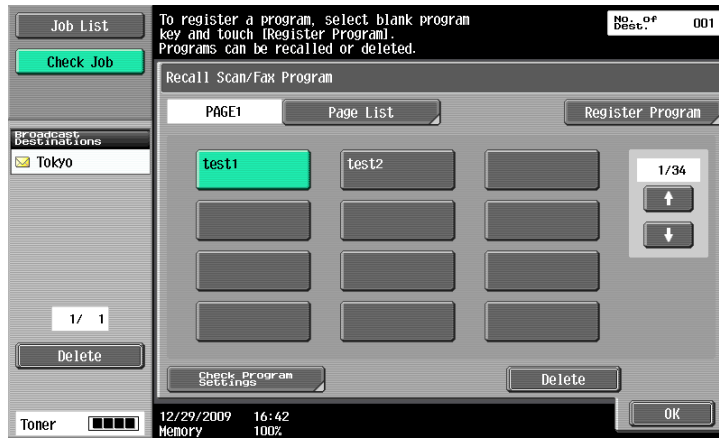 Job List
Check Job
To register a program, select blank program
key and touch [Register Program].
Programs can be recalled or deleted.
No. of
Dest.
001
Recall Scan/Fax Program
PAGE1
Page List
Register Program
Broadcast
Destinations
Tokyo
test1
test2
1/34
1/ 1
Delete
Check Program
Settings
Delete
Toner
12/29/2009 16:42
Memory 100%
OK